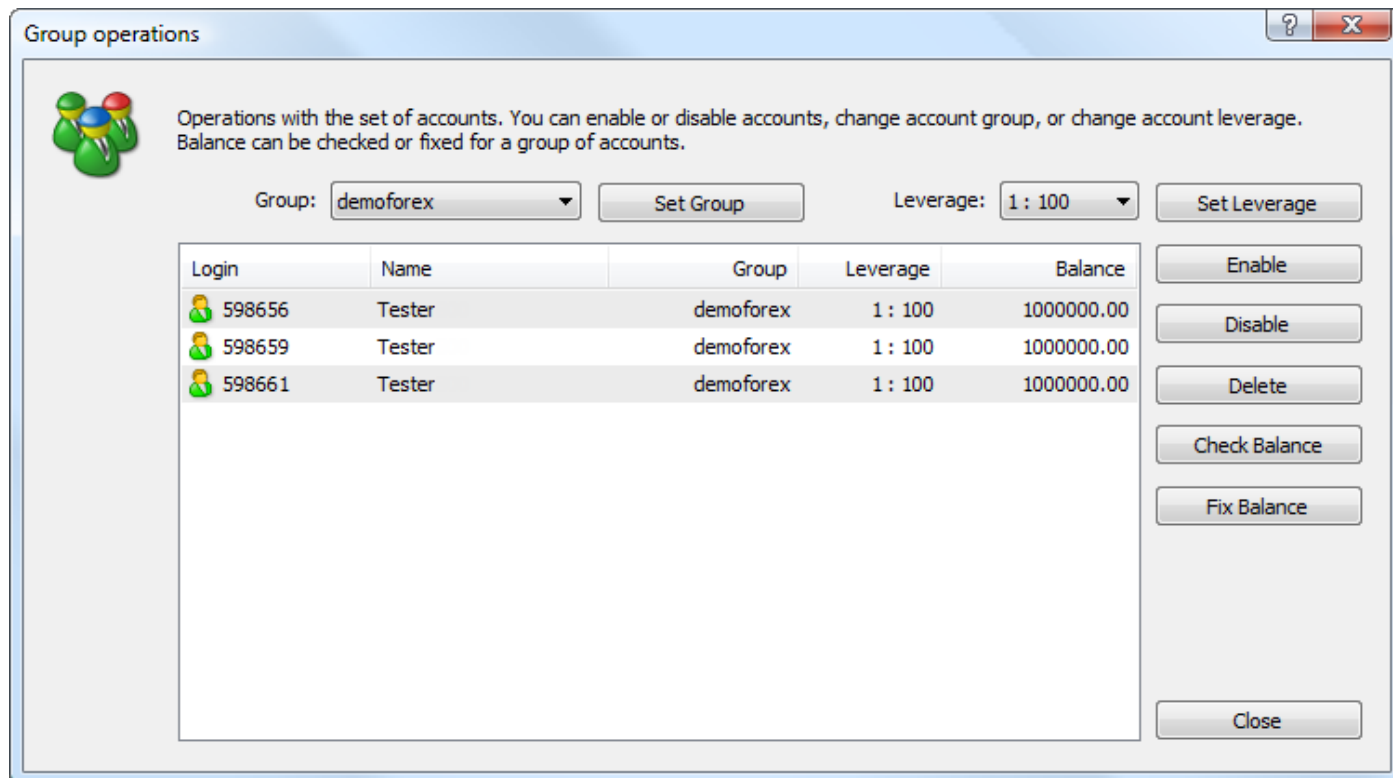 Group operations
Operations with the set of accounts. You can enable or disable accounts, change account group, or change account leverage.
Balance can be checked or fixed for a group of accounts.
Group: demoforex Set Group Leverage: 1 : 100 Set Leverage
Login Name Group Leverage Balance Enable
598656 Tester demoforex 1 : 100 1000000.00
Disable
598659 Tester demoforex 1 : 100 1000000.00
598661 Tester demoforex 1 : 100 1000000.00 Delete
Check Balance
Fix Balance
Close